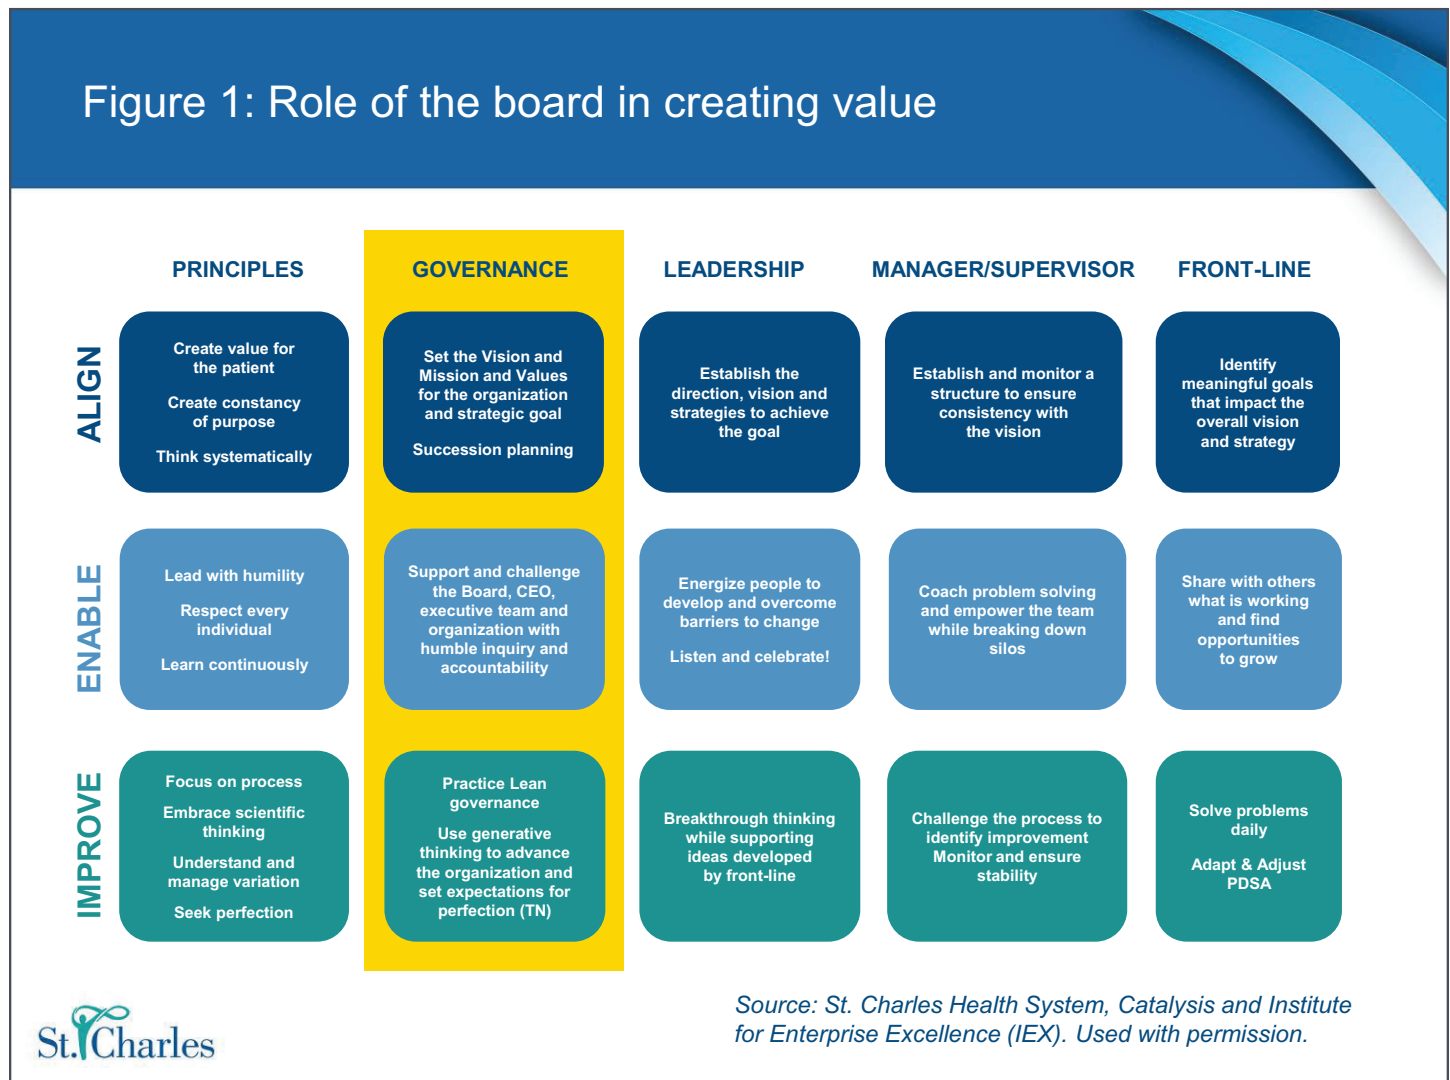 Figure 1: Role of the board in creating value
PRINCIPLES
GOVERNANCE
LEADERSHIP
MANAGER/SUPERVISOR
FRONT-LINE
ALIGN
Create value for
the patient
Create constancy
of purpose
Think systematically
Set the Vision and
Mission and Values
for the organization
and strategic goal
Succession planning
Establish the
direction, vision and
strategies to achieve
the goal
Establish and monitor a
structure to ensure
consistency with
the vision
Identify
meaningful goals
that impact the
overall vision
and strategy
ENABLE
Lead with humility
Respect every
individual
Learn continuously
Support and challenge
the Board, CEO,
executive team and
organization with
humble inquiry and
accountability
Energize people to
develop and overcome
barriers to change
Listen and celebrate!
Coach problem solving
and empower the team
while breaking down
silos
Share with others
what is working
and find
opportunities
to grow
IMPROVE
Focus on process
Embrace scientific
thinking
Understand and
manage variation
Seek perfection
Practice Lean
governance
Use generative
thinking to advance
the organization and
set expectations for
perfection (TN)
Breakthrough thinking
while supporting
ideas developed
by front-line
Challenge the process to
identify improvement
Monitor and ensure
stability
Solve problems
daily
Adapt & Adjust
PDSA
St. Charles
Source: St. Charles Health System, Catalysis and Institute
for Enterprise Excellence (IEX). Used with permission.